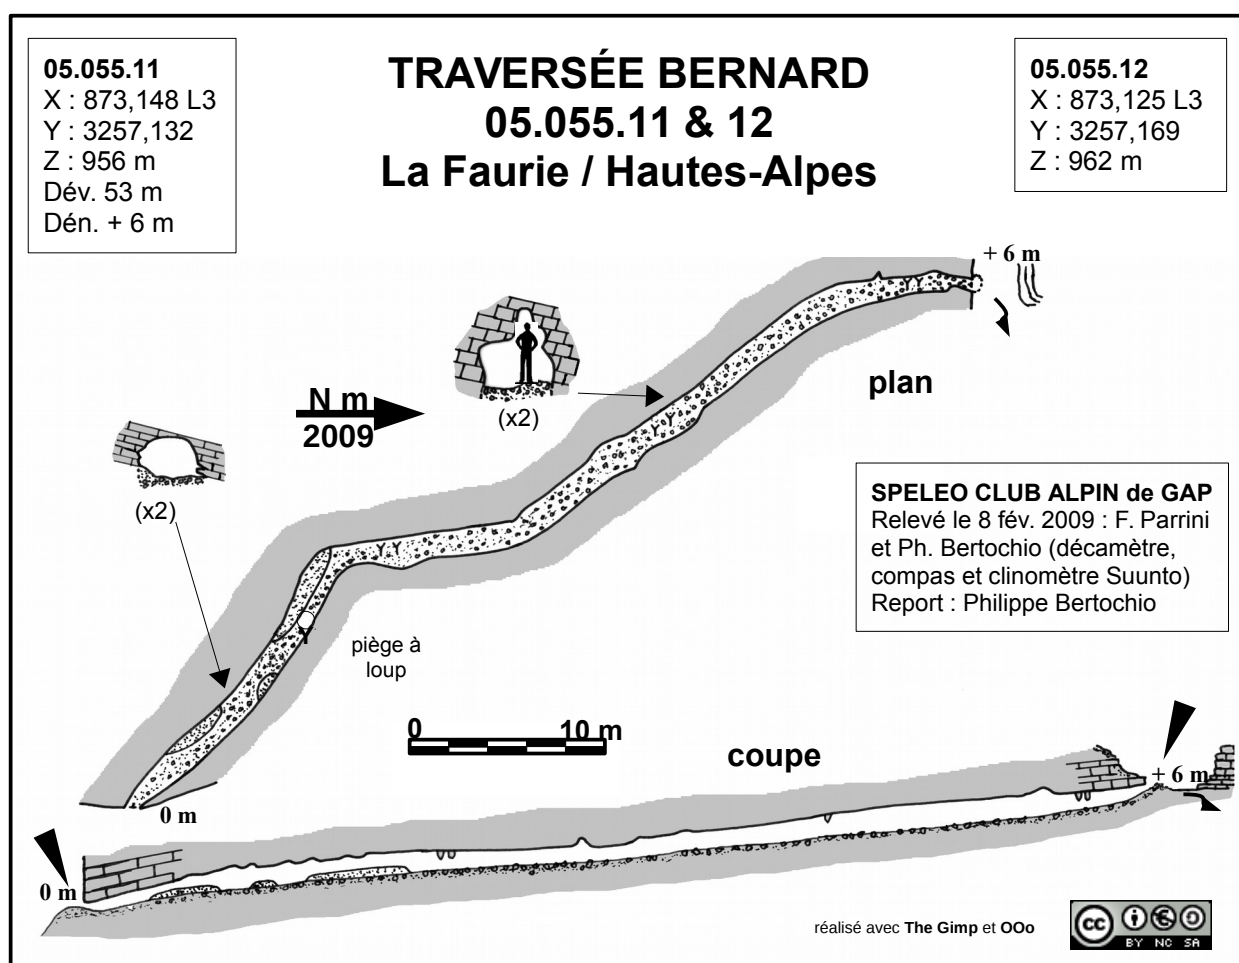 05.055.11
X : 873,148 L3
Y : 3257,132
Z : 956 m
Dév. 53 m
Dén. + 6 m
TRAVERSÉE BERNARD
05.055.11 & 12
La Faurie / Hautes-Alpes
05.055.12
X : 873,125 L3
Y : 3257,169
Z : 962 m
+ 6 m
plan
N m
2009
(x2)
(x2)
SPELEO CLUB ALPIN de GAP
Relevé le 8 fév. 2009 : F. Parrini
et Ph. Bertochio (décamètre,
compas et clinomètre Suunto)
Report : Philippe Bertochio
piège à
loup
0 10 m
coupe
0 m
+ 6 m
0 m
réalisé avec The Gimp et OOo
cc
BY NC SA